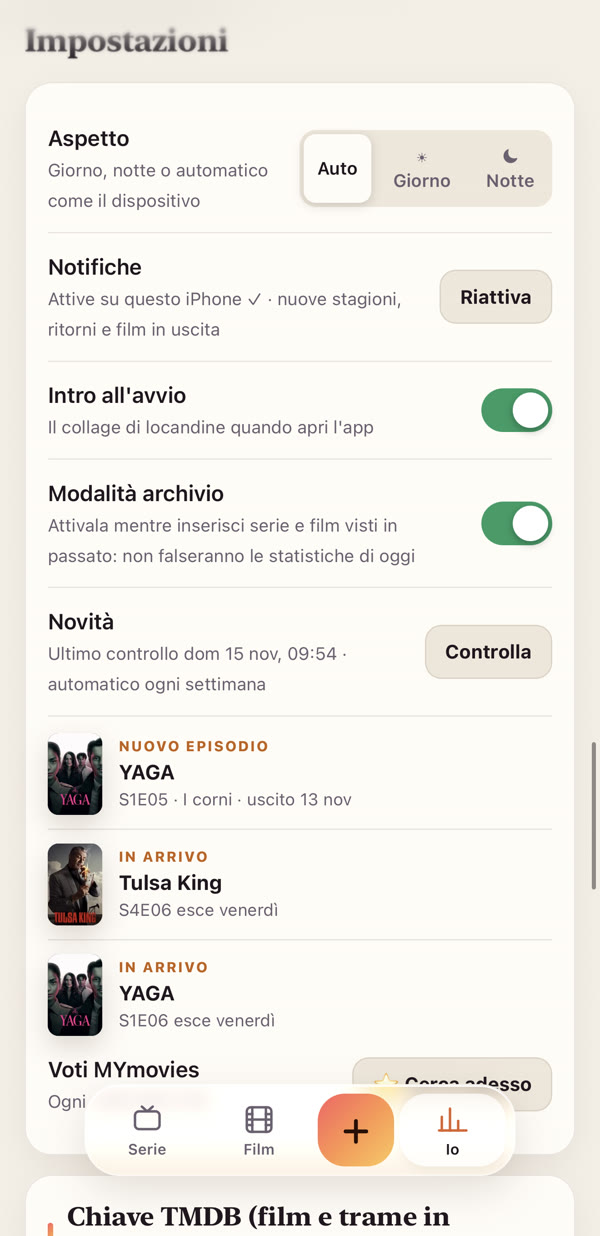 Impostazioni
Aspetto
Giorno, notte o automatico
come il dispositivo
Auto
Giorno
Notte
Notifiche
Attive su questo iPhone ✓ · nuove stagioni,
ritorni e film in uscita
Riattiva
Intro all'avvio
Il collage di locandine quando apri l'app
Modalità archivio
Attivala mentre inserisci serie e film visti in
passato: non falseranno le statistiche di oggi
Novità
Ultimo controllo dom 15 nov, 09:54 ·
automatico ogni settimana
Controlla
YAGA
NUOVO EPISODIO
YAGA
S1E05 · I corni · uscito 13 nov
TULSA KING
IN ARRIVO
Tulsa King
S4E06 esce venerdì
YAGA
IN ARRIVO
YAGA
S1E06 esce venerdì
Voti MYmovies
Ogni
Cerca adesso
Serie
Film
+
Io
Chiave TMDB (film e trame in